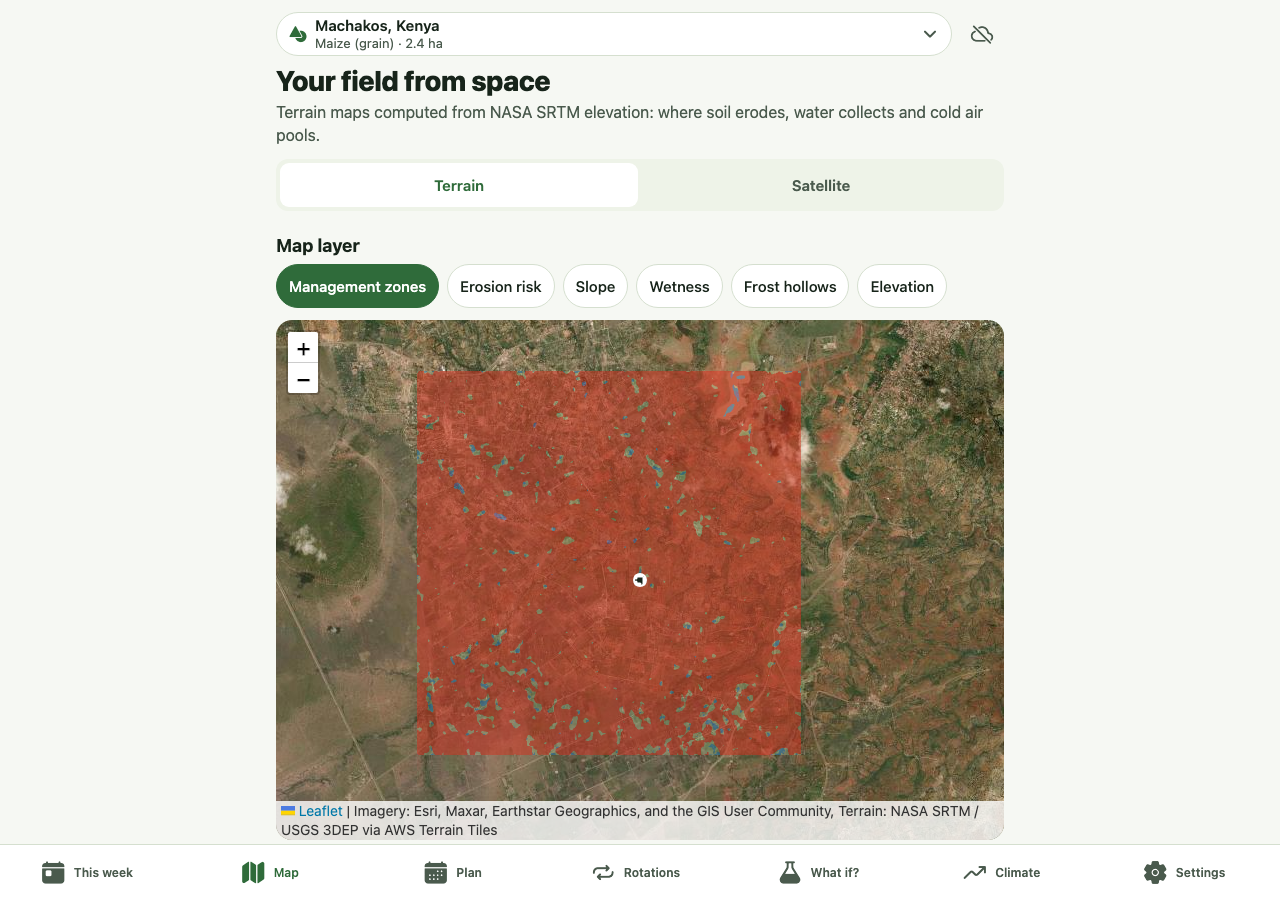 Machakos, Kenya
Maize (grain) · 2.4 ha
Your field from space
Terrain maps computed from NASA SRTM elevation: where soil erodes, water collects and cold air
pools.
Terrain
Satellite
Map layer
Management zones
Erosion risk
Slope
Wetness
Frost hollows
Elevation
+
−
Leaflet | Imagery: Esri, Maxar, Earthstar Geographics, and the GIS User Community, Terrain: NASA SRTM /
USGS 3DEP via AWS Terrain Tiles
This week
Map
Plan
Rotations
What if?
Climate
Settings